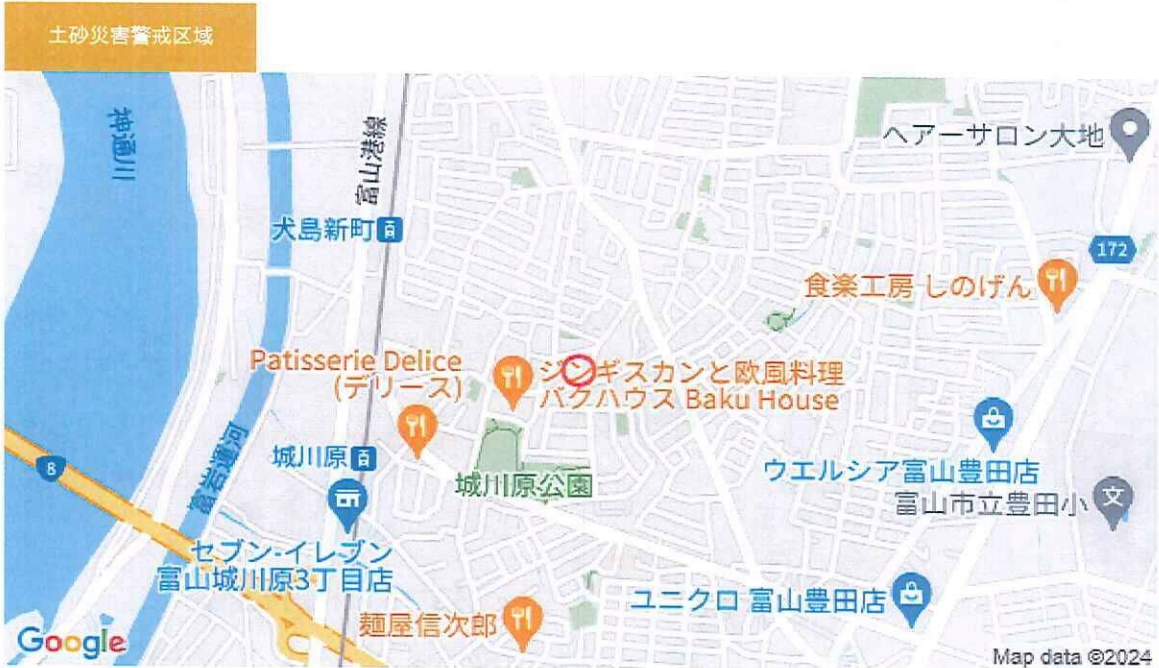 土砂災害警戒区域
神通川
富山港線
ヘアーサロン大地
犬島新町
172
食楽工房 しのげん
Patisserie Delice
(デリース)
ジンギスカンと欧風料理
バクハウス Baku House
8
富岩運河
城川原
城川原公園
ウエルシア富山豊田店
富山市立豊田小
文
セブン-イレブン
富山城川原3丁目店
ユニクロ 富山豊田店
麺屋信次郎
Google
Map data ©2024